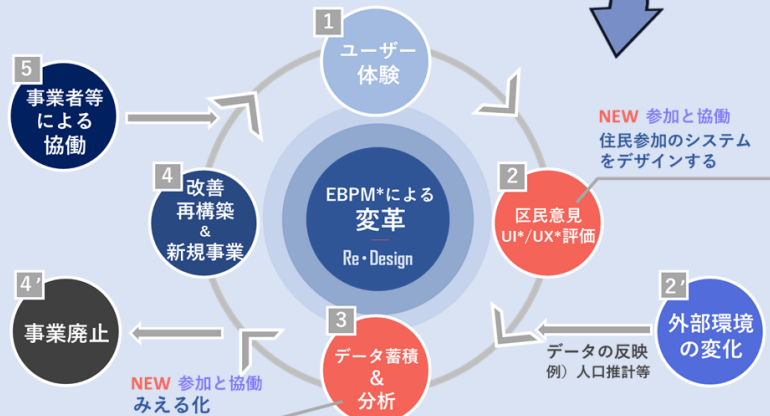 1
ユーザー
体験
5
事業者等
による
協働
NEW 参加と協働
住民参加のシステム
をデザインする
2
区民意見
UI*/UX*評価
4
改善
再構築
&
新規事業
EBPM*による
変革
Re・Design
4’
事業廃止
2’
外部環境
の変化
データの反映
例）人口推計等
3
データ蓄積
&
分析
NEW 参加と協働
みえる化